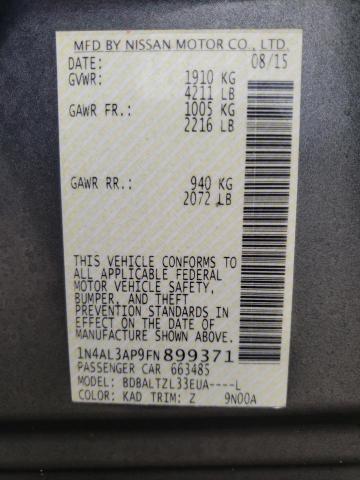 MFD BY NISSAN MOTOR CO., LTD.
DATE: 08/15
GVWR: 1910 KG
4211 LB
GAWR FR.: 1005 KG
2216 LB
GAWR RR.: 940 KG
2072 LB
THIS VEHICLE CONFORMS TO
ALL APPLICABLE FEDERAL
MOTOR VEHICLE SAFETY,
BUMPER, AND THEFT
PREVENTION STANDARDS IN
EFFECT ON THE DATE OF
MANUFACTURE SHOWN ABOVE.
1N4AL3AP9FN899371
PASSENGER CAR 663485
MODEL: BDBALTZL33EUA----L
COLOR: KAD TRIM: Z 9N00A